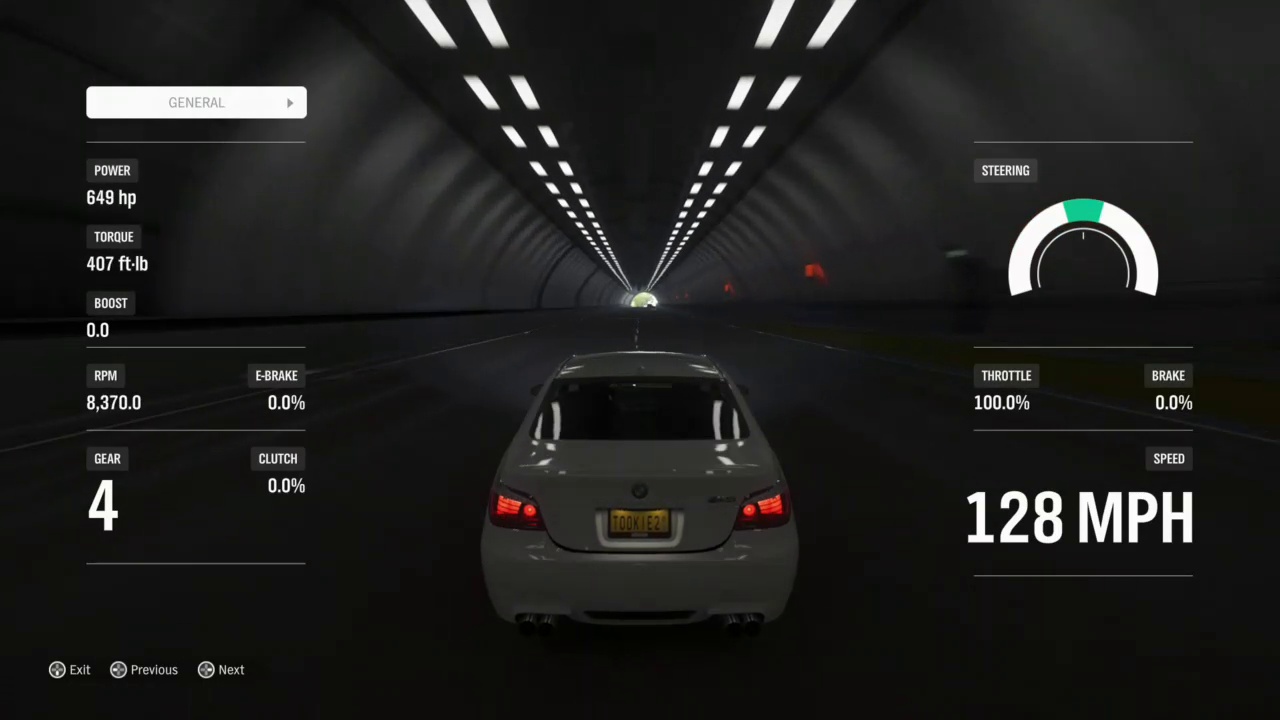 GENERAL
POWER
649 hp
TORQUE
407 ft·lb
BOOST
0.0
RPM
E-BRAKE
8,370.0
0.0%
GEAR
CLUTCH
4
0.0%
STEERING
THROTTLE
BRAKE
100.0%
0.0%
SPEED
128 MPH
TOOKIE2
Exit
Previous
Next